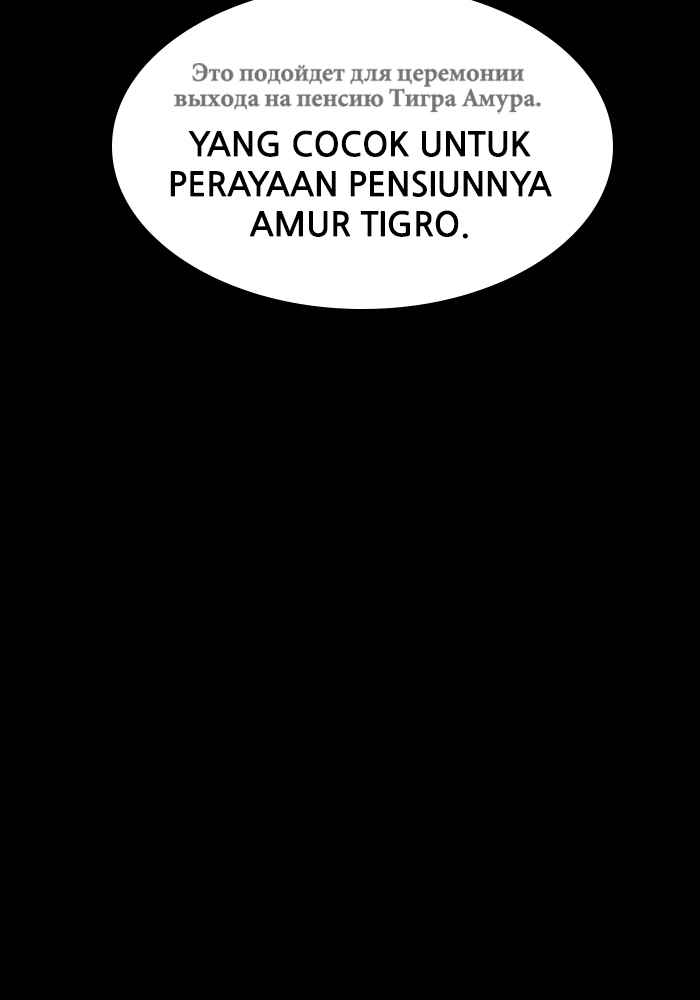 Это подойдет для церемонии
выхода на пенсию Тигра Амура.
YANG COCOK UNTUK
PERAYAAN PENSIUNNYA
AMUR TIGRO.